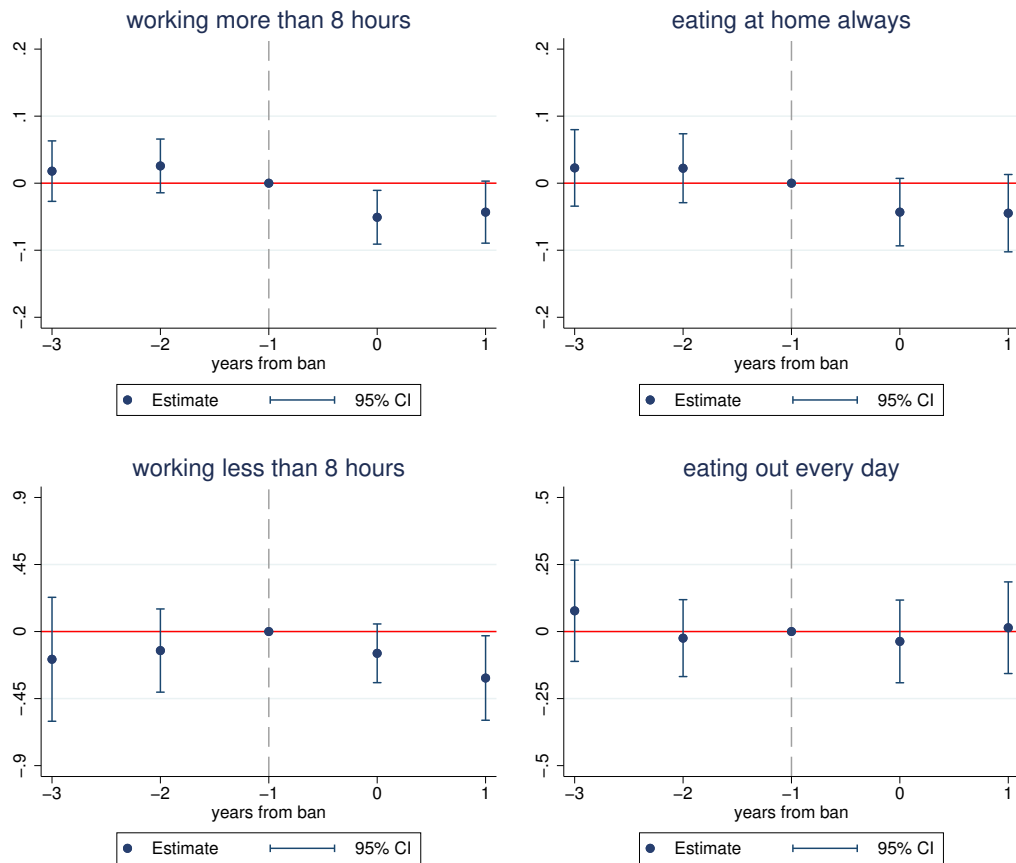 working more than 8 hours
.2
.1
0
−.1
−.2
−3 −2 −1 0 1
years from ban
Estimate 95% CI
eating at home always
.2
.1
0
−.1
−.2
−3 −2 −1 0 1
years from ban
Estimate 95% CI
working less than 8 hours
.9
.45
0
−.45
−.9
−3 −2 −1 0 1
years from ban
Estimate 95% CI
eating out every day
.5
.25
0
−.25
−.5
−3 −2 −1 0 1
years from ban
Estimate 95% CI